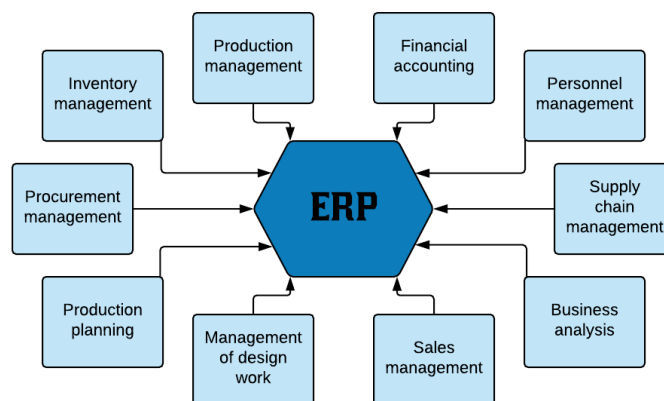 Production
management
Financial
accounting
Inventory
management
Personnel
management
Procurement
management
ERP
Supply
chain
management
Production
planning
Management
of design
work
Sales
management
Business
analysis